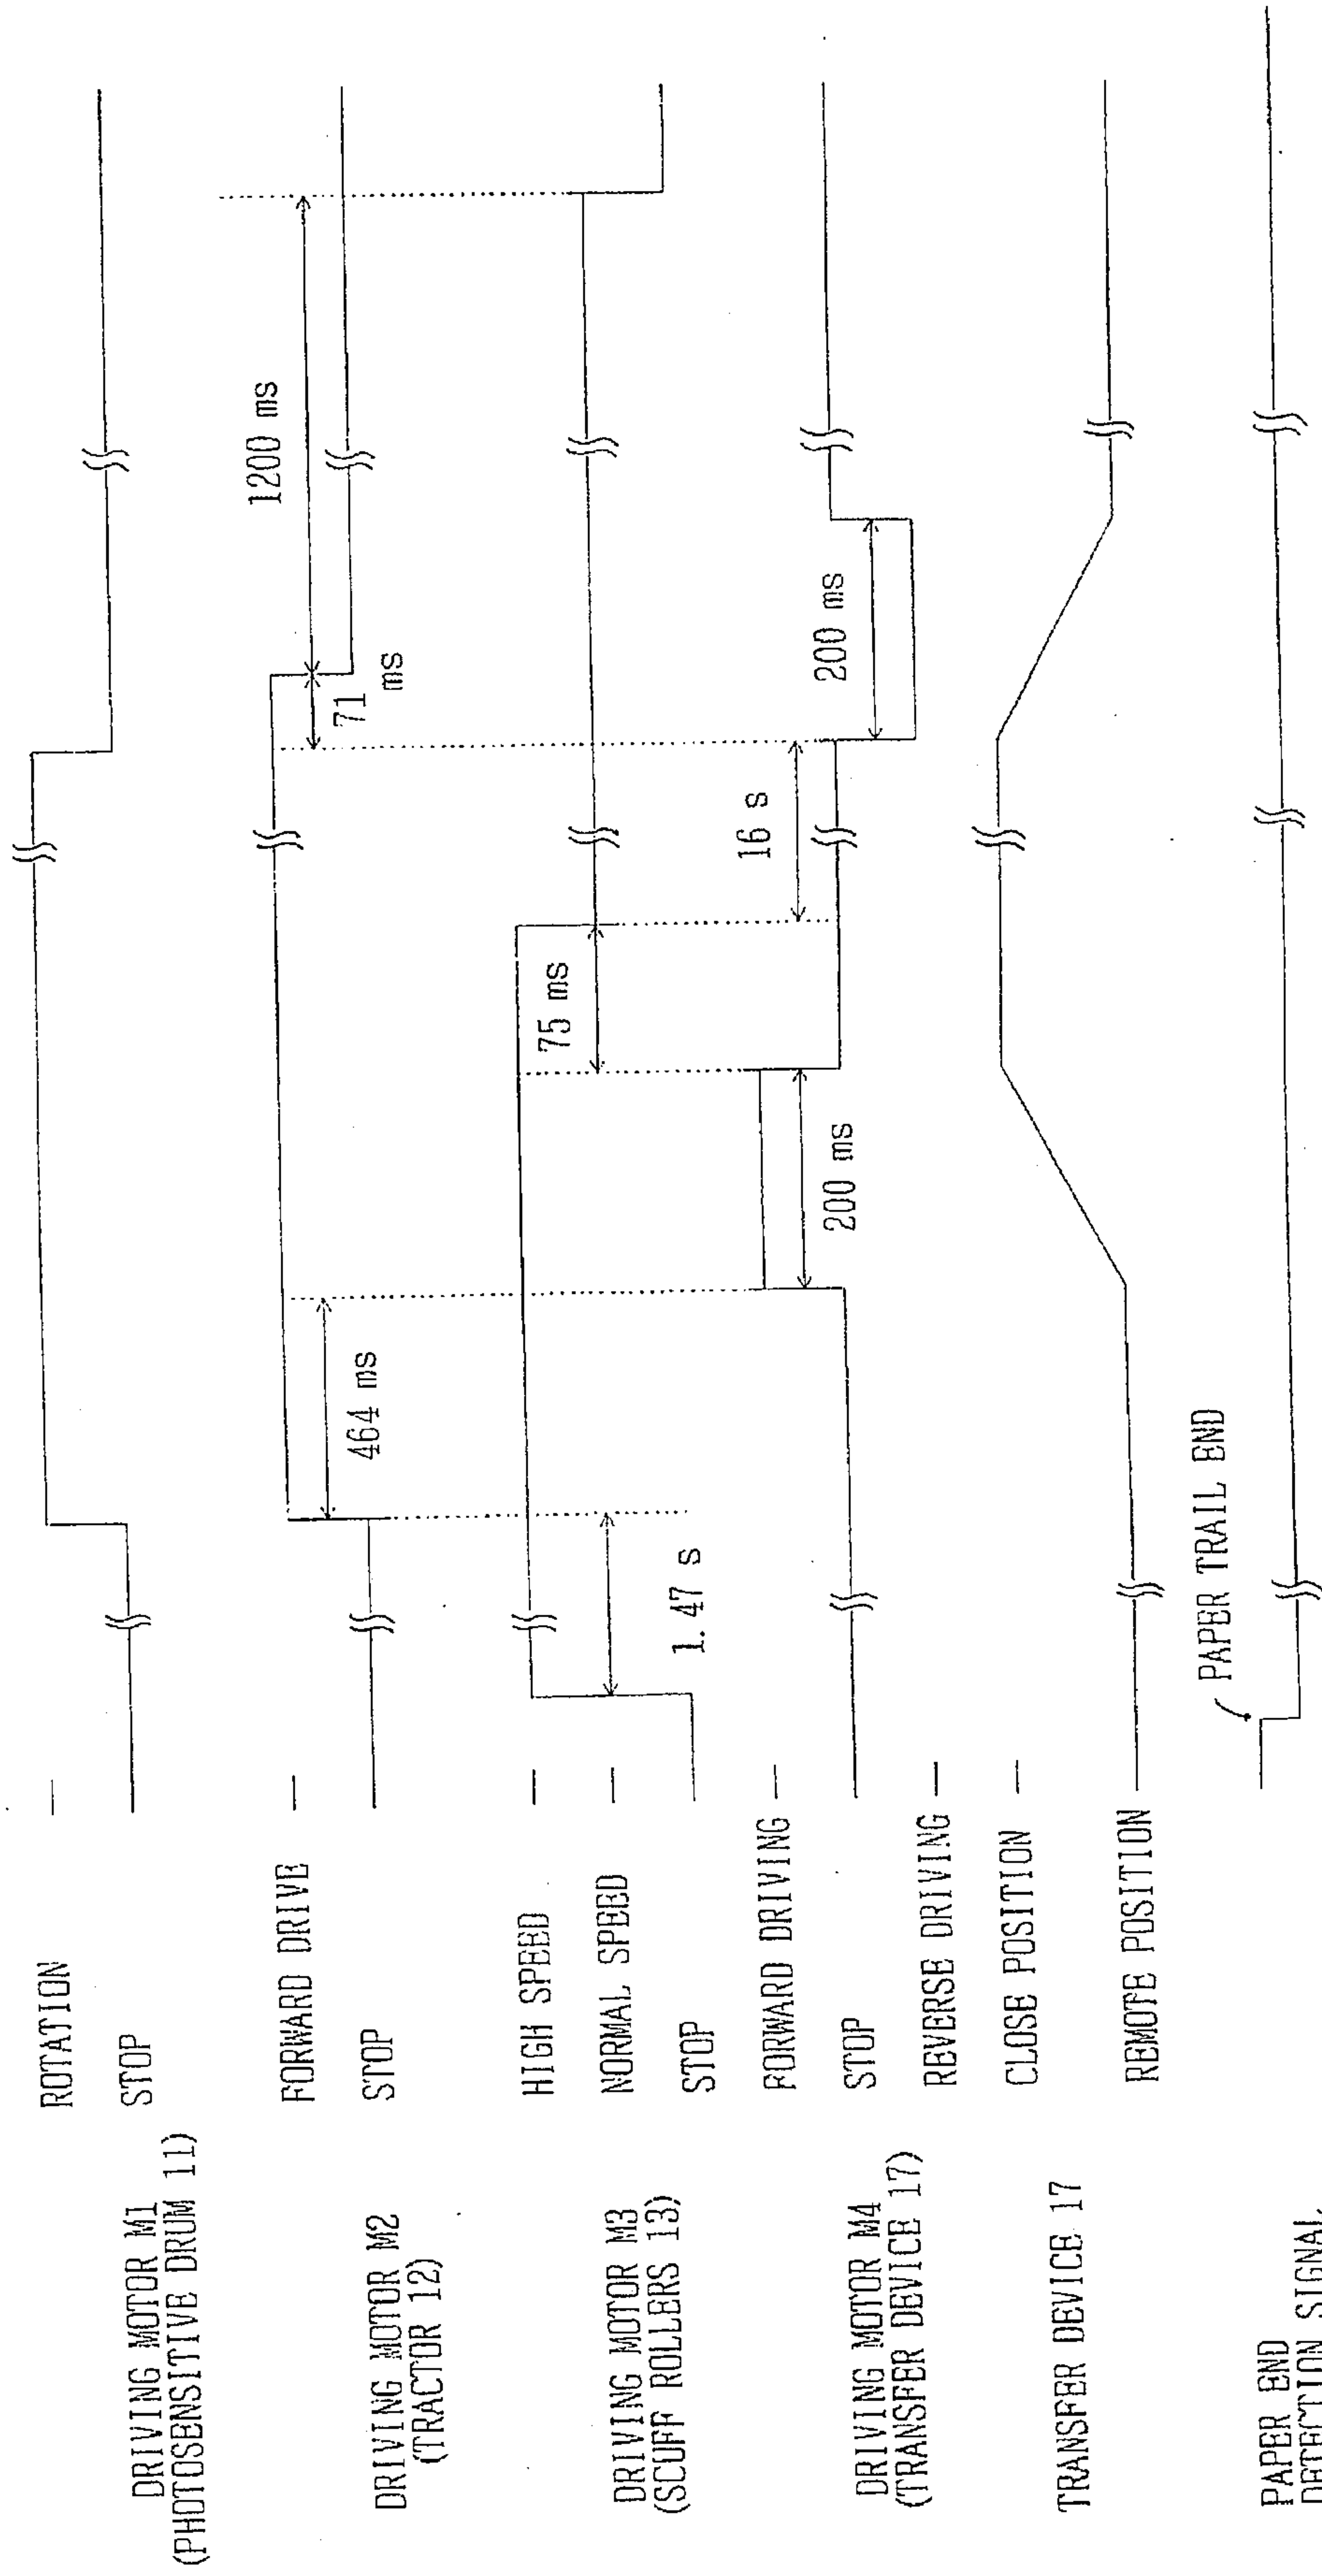 DRIVING MOTOR M1
(PHOTOSENSITIVE DRUM 11)
ROTATION
STOP
DRIVING MOTOR M2
(TRACTOR 12)
FORWARD DRIVE
STOP
1200 ms
71
ms
464 ms
DRIVING MOTOR M3
(SCUFF ROLLERS 13)
HIGH SPEED
NORMAL SPEED
STOP
75 ms
1.47 s
DRIVING MOTOR M4
(TRANSFER DEVICE 17)
FORWARD DRIVING
STOP
REVERSE DRIVING
16 s
200 ms
200 ms
TRANSFER DEVICE 17
CLOSE POSITION
REMOTE POSITION
PAPER TRAIL END
PAPER END
DETECTION SIGNAL